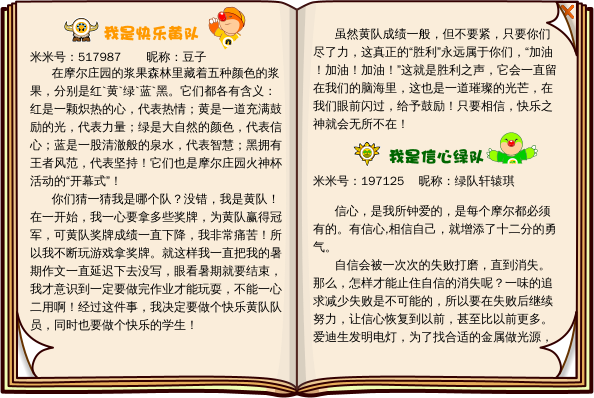 我是快乐黄队
米米号：517987 昵称：豆子
在摩尔庄园的浆果森林里藏着五种颜色的浆
果，分别是红`黄`绿`蓝`黑。它们都各有含义：
红是一颗炽热的心，代表热情；黄是一道充满鼓
励的光，代表力量；绿是大自然的颜色，代表信
心；蓝是一股清澈般的泉水，代表智慧；黑拥有
王者风范，代表坚持！它们也是摩尔庄园火神杯
活动的“开幕式”！
你们猜一猜我是哪个队？没错，我是黄队！
在一开始，我一心要拿多些奖牌，为黄队赢得冠
军，可黄队奖牌成绩一直下降，我非常痛苦！所
以我不断玩游戏拿奖牌。就这样我一直把我的暑
期作文一直延迟下去没写，眼看暑期就要结束，
我才意识到一定要做完作业才能玩耍，不能一心
二用啊！经过这件事，我决定要做个快乐黄队队
员，同时也要做个快乐的学生！
虽然黄队成绩一般，但不要紧，只要你们
尽了力，这真正的“胜利”永远属于你们，“加油
！加油！加油！”这就是胜利之声，它会一直留
在我们的脑海里，这也是一道璀璨的光芒，在
我们眼前闪过，给予鼓励！只要相信，快乐之
神就会无所不在！
我是信心绿队
米米号：197125 昵称：绿队轩辕琪
信心，是我所钟爱的，是每个摩尔都必须
有的。有信心,相信自己，就增添了十二分的勇
气。
自信会被一次次的失败打磨，直到消失。
那么，怎样才能止住自信的消失呢？一味的追
求减少失败是不可能的，所以要在失败后继续
努力，让信心恢复到以前，甚至比以前更多。
爱迪生发明电灯，为了找合适的金属做光源，